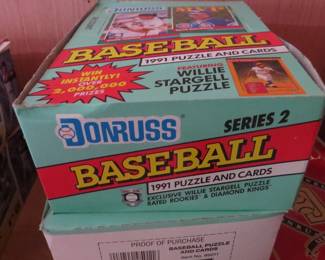 DONRUSS
MVP
BASEBALL
1991 PUZZLE AND CARDS
WIN
INSTANTLY!
OVER
2,000,000
PRIZES
FEATURING
WILLIE
STARGELL
PUZZLE
DONRUSS
SERIES 2
BASEBALL
1991 PUZZLE AND CARDS
EXCLUSIVE WILLIE STARGELL PUZZLE
RATED ROOKIES & DIAMOND KINGS
PROOF OF PURCHASE
BASEBALL PUZZLE
AND CARDS